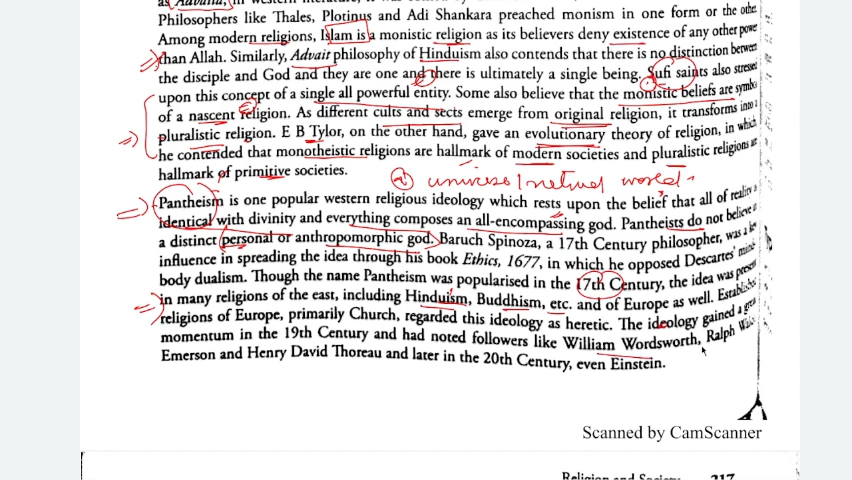 as Advaita, in western literature, it was
Philosophers like Thales, Plotinus and Adi Shankara preached monism in one form or the other.
Among modern religions, Islam is a monistic religion as its believers deny existence of any other power
than Allah. Similarly, Advait philosophy of Hinduism also contends that there is no distinction between
the disciple and God and they are one and there is ultimately a single being. Sufi saints also stressed
upon this concept of a single all powerful entity. Some also believe that the monistic beliefs are symbo
of a nascent religion. As different cults and sects emerge from original religion, it transforms into a
pluralistic religion. E B Tylor, on the other hand, gave an evolutionary theory of religion, in which
he contended that monotheistic religions are hallmark of modern societies and pluralistic religions are
hallmark of primitive societies.
universe/natural world
Pantheism is one popular western religious ideology which rests upon the belief that all of reality is
identical with divinity and everything composes an all-encompassing god. Pantheists do not believe in
a distinct personal or anthropomorphic god. Baruch Spinoza, a 17th Century philosopher, was a key
influence in spreading the idea through his book Ethics, 1677, in which he opposed Descartes' mind-
body dualism. Though the name Pantheism was popularised in the 17th Century, the idea was present
in many religions of the east, including Hinduism, Buddhism, etc. and of Europe as well. Established
religions of Europe, primarily Church, regarded this ideology as heretic. The ideology gained a great
momentum in the 19th Century and had noted followers like William Wordsworth, Ralph Waldo
Emerson and Henry David Thoreau and later in the 20th Century, even Einstein.
Scanned by CamScanner
Religion and Society 217